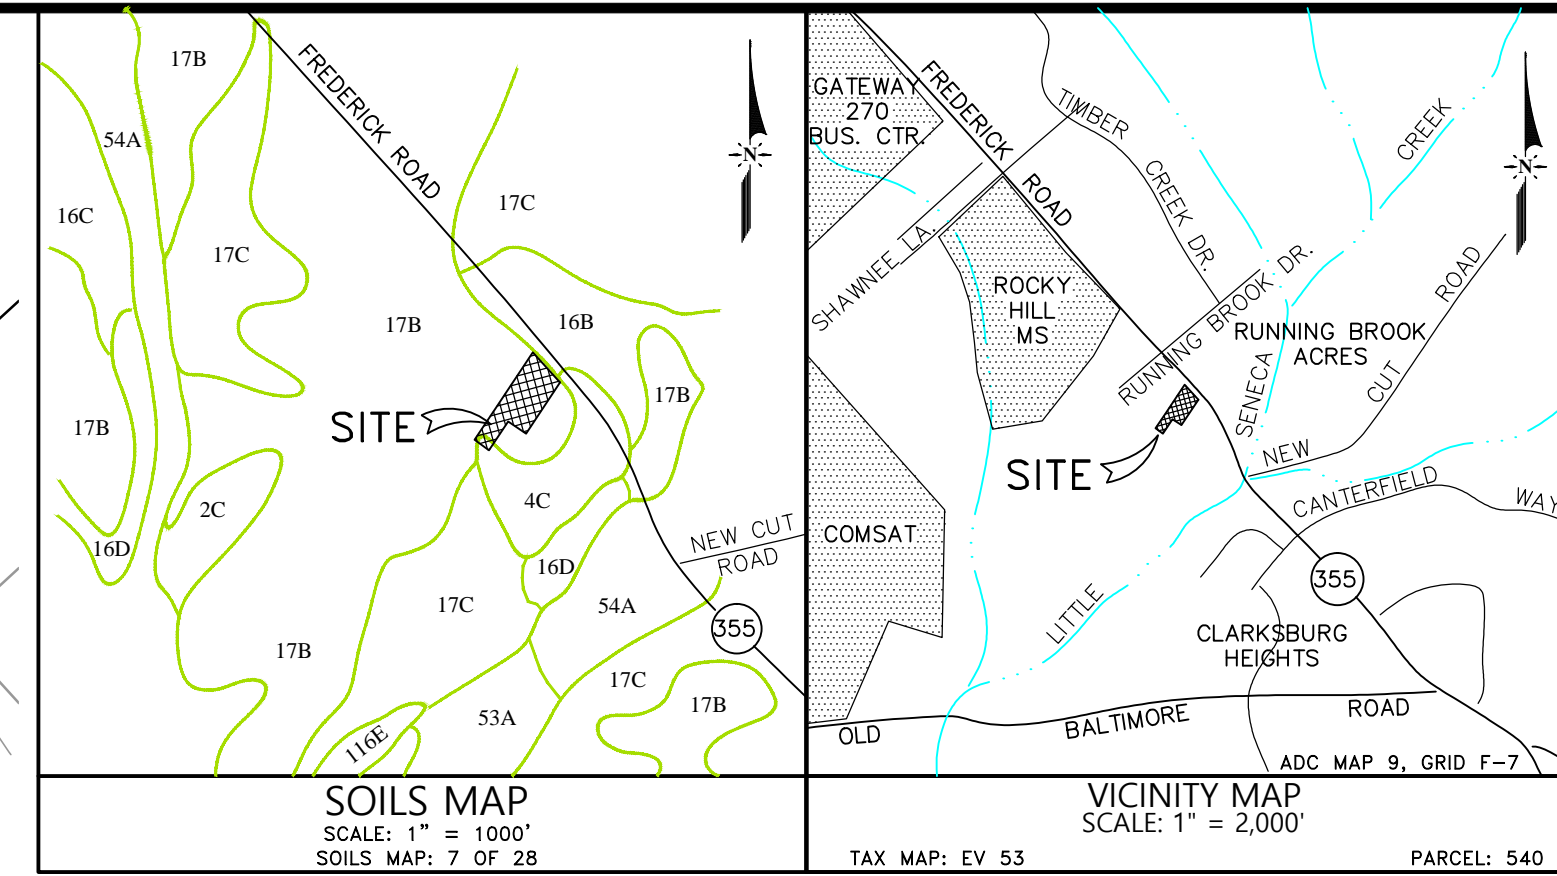 17B
54A
16C
17C
FREDERICK ROAD
N
17C
17B
16B
17B
SITE
17B
2C
4C
16D
16D
NEW CUT
ROAD
17C
54A
355
17B
17C
17B
53A
116E
SOILS MAP
SCALE: 1” = 1000’
SOILS MAP: 7 OF 28
GATEWAY
270
BUS. CTR.
FREDERICK
ROAD
TIMBER
CREEK DR.
CREEK
N
SHAWNEE LA.
ROCKY
HILL
MS
RUNNING BROOK DR.
ROAD
RUNNING BROOK
ACRES
CUT
SENECA
NEW
SITE
CANTERFIELD
WAY
COMSAT
355
LITTLE
CLARKSBURG
HEIGHTS
OLD
BALTIMORE
ROAD
ADC MAP 9, GRID F-7
VICINITY MAP
SCALE: 1" = 2,000'
TAX MAP: EV 53
PARCEL: 540